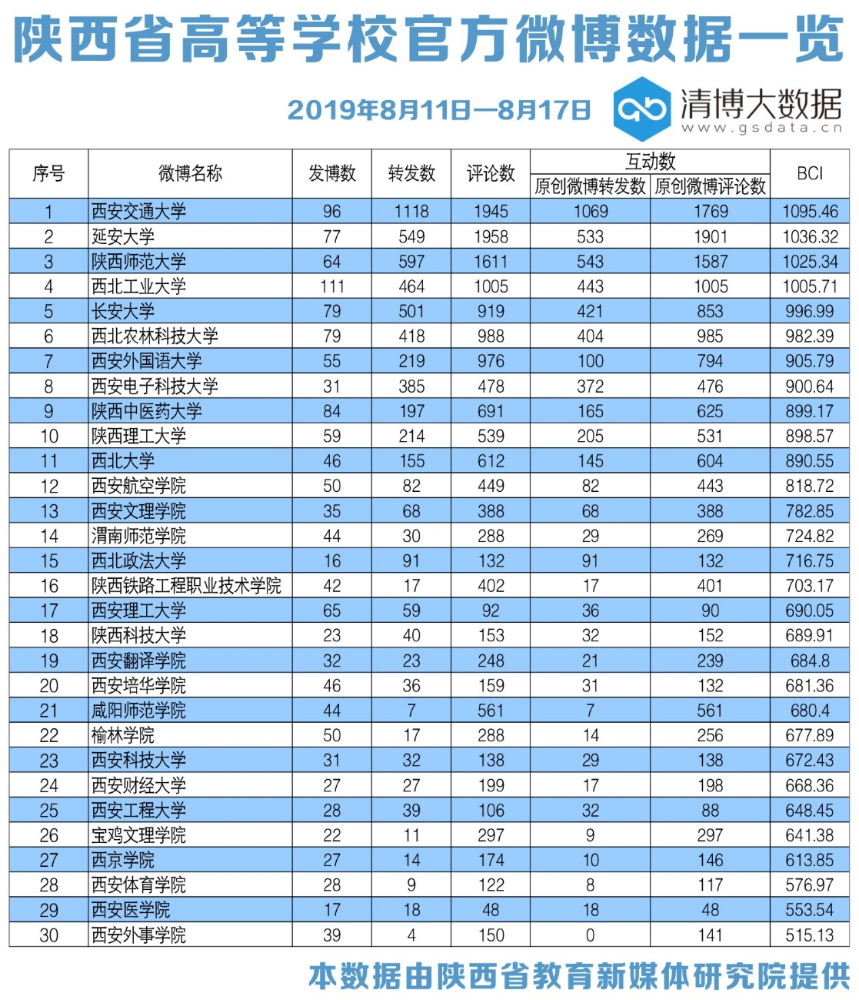 陕西省高等学校官方微博数据一览
2019年8月11日—8月17日
清博大数据
www.gsdata.cn
序号 微博名称 发博数 转发数 评论数 互动数 BCI
原创微博转发数 原创微博评论数
1 西安交通大学 96 1118 1945 1069 1769 1095.46
2 延安大学 77 549 1958 533 1901 1036.32
3 陕西师范大学 64 597 1611 543 1587 1025.34
4 西北工业大学 111 464 1005 443 1005 1005.71
5 长安大学 79 501 919 421 853 996.99
6 西北农林科技大学 79 418 988 404 985 982.39
7 西安外国语大学 55 219 976 100 794 905.79
8 西安电子科技大学 31 385 478 372 476 900.64
9 陕西中医药大学 84 197 691 165 625 899.17
10 陕西理工大学 59 214 539 205 531 898.57
11 西北大学 46 155 612 145 604 890.55
12 西安航空学院 50 82 449 82 443 818.72
13 西安文理学院 35 68 388 68 388 782.85
14 渭南师范学院 44 30 288 29 269 724.82
15 西北政法大学 16 91 132 91 132 716.75
16 陕西铁路工程职业技术学院 42 17 402 17 401 703.17
17 西安理工大学 65 59 92 36 90 690.05
18 陕西科技大学 23 40 153 32 152 689.91
19 西安翻译学院 32 23 248 21 239 684.8
20 西安培华学院 46 36 159 31 132 681.36
21 咸阳师范学院 44 7 561 7 561 680.4
22 榆林学院 50 17 288 14 256 677.89
23 西安科技大学 31 32 138 29 138 672.43
24 西安财经大学 27 27 199 17 198 668.36
25 西安工程大学 28 39 106 32 88 648.45
26 宝鸡文理学院 22 11 297 9 297 641.38
27 西京学院 27 14 174 10 146 613.85
28 西安体育学院 28 9 122 8 117 576.97
29 西安医学院 17 18 48 18 48 553.54
30 西安外事学院 39 4 150 0 141 515.13
本数据由陕西省教育新媒体研究院提供